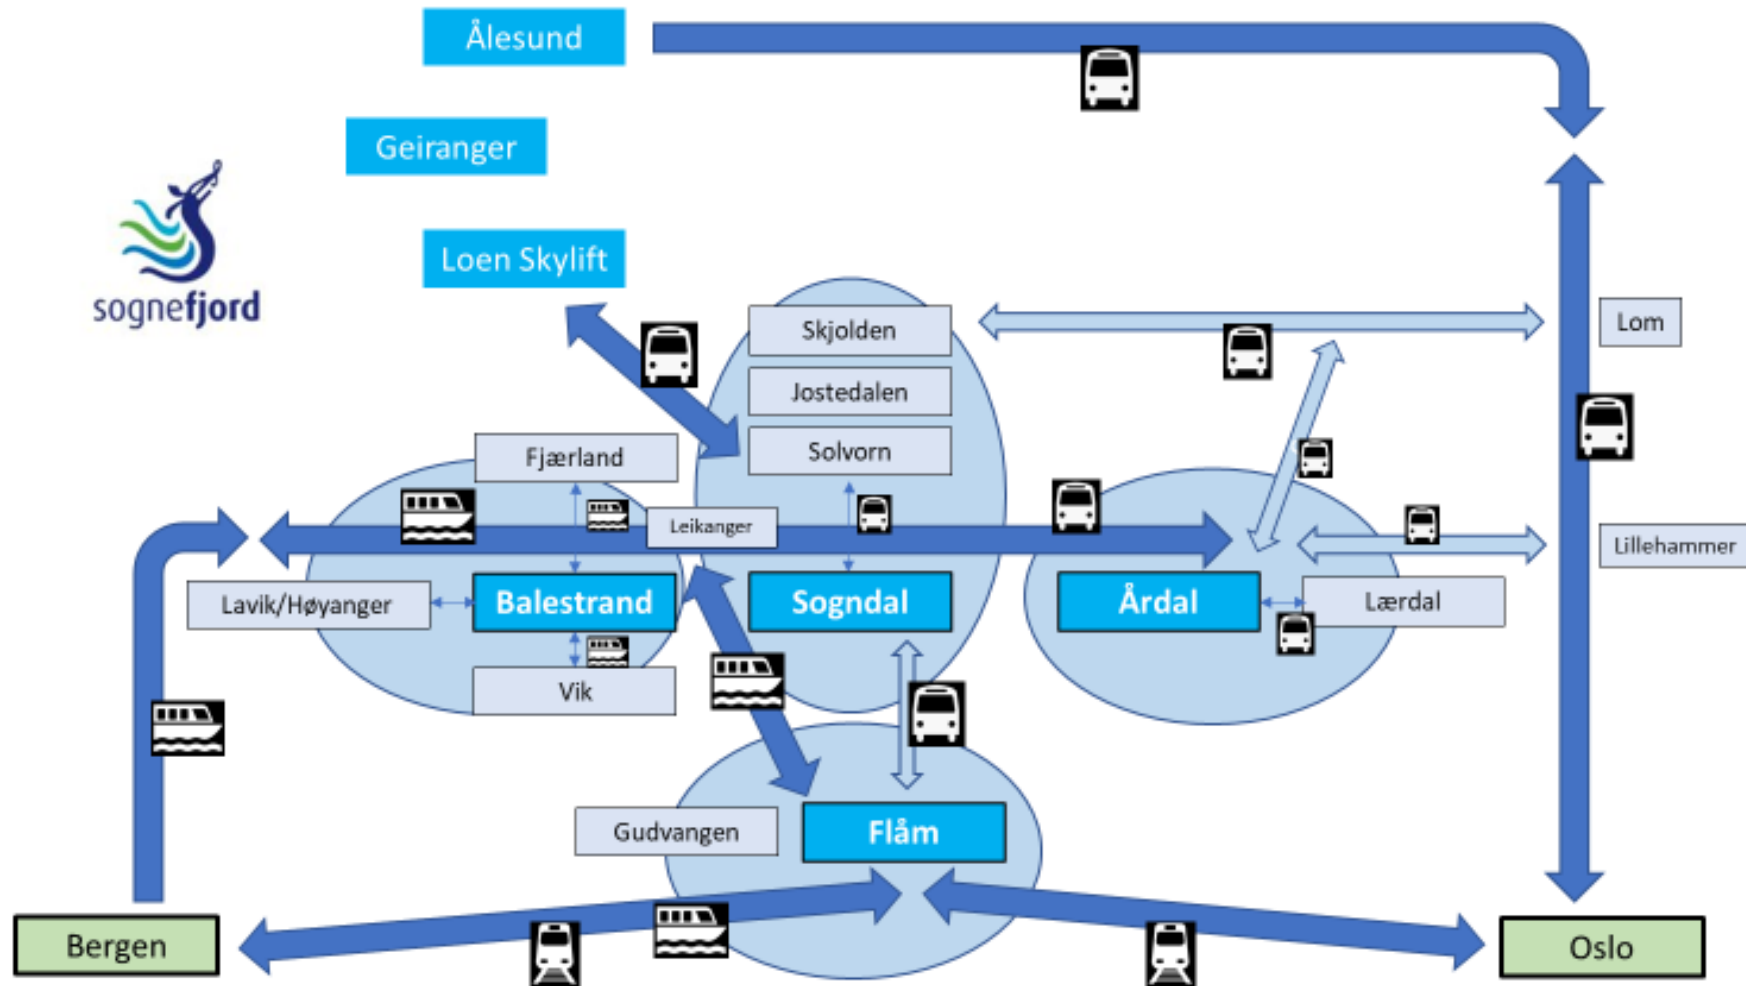 Ålesund
Geiranger
sognefjord
Loen Skylift
Skjolden
Lom
Jostedalen
Fjærland
Solvorn
Leikanger
Lillehammer
Lavik/Høyanger
Balestrand
Sogndal
Årdal
Lærdal
Vik
Gudvangen
Flåm
Bergen
Oslo